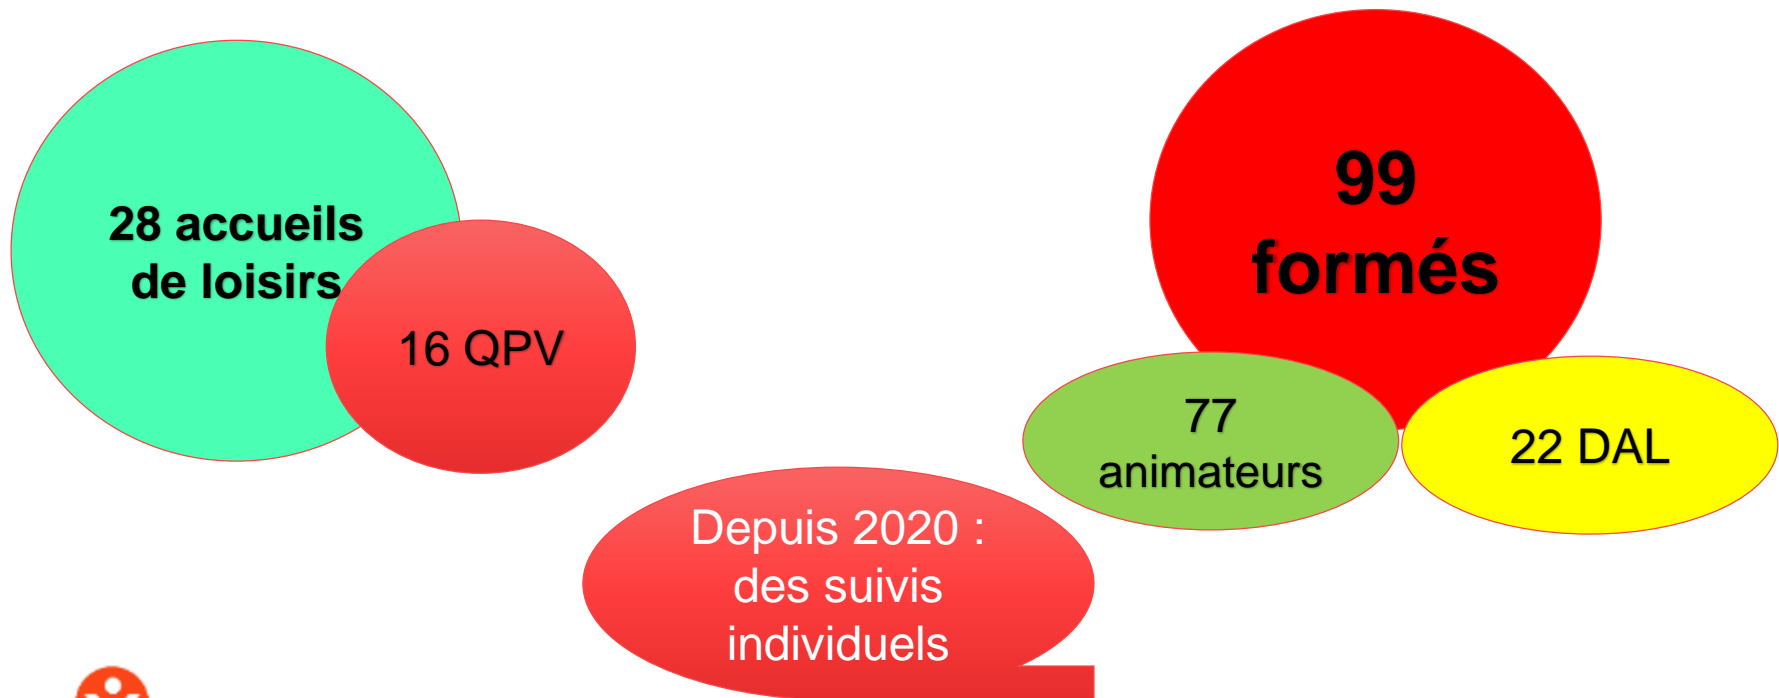 28 accueils
de loisirs
16 QPV
99
formés
77
animateurs
22 DAL
Depuis 2020 :
des suivis
individuels